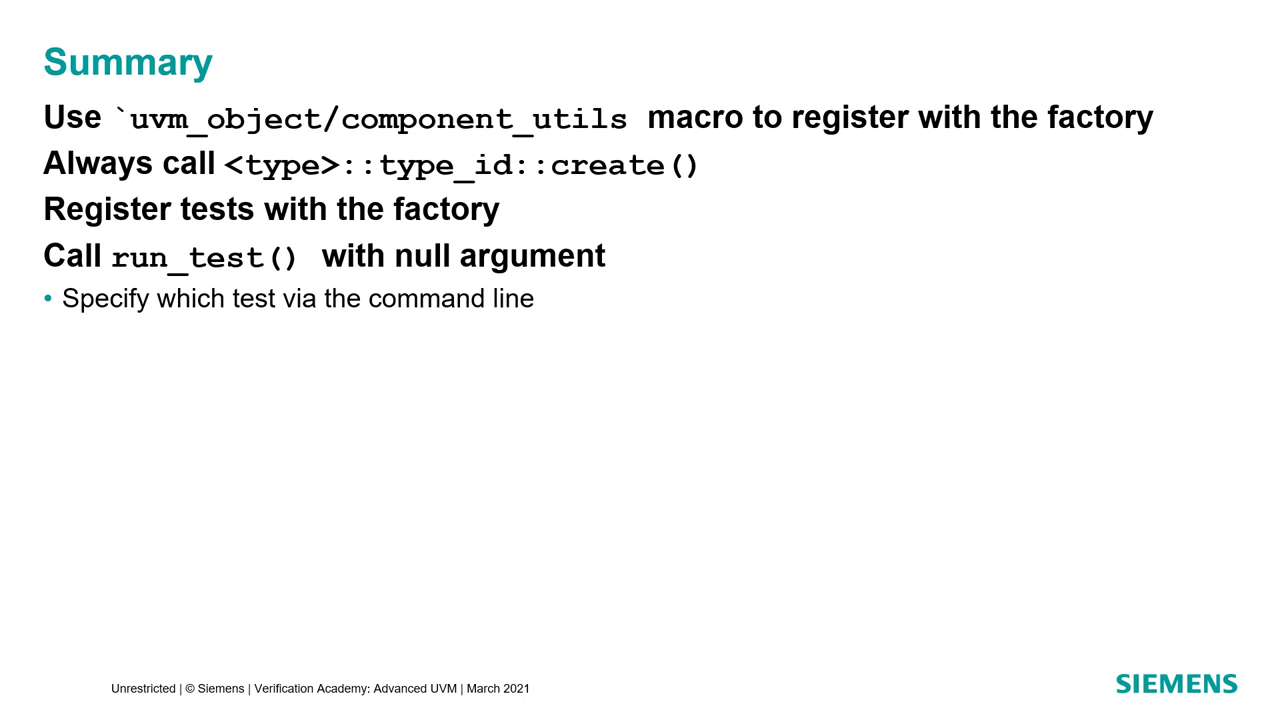 Summary
Use `uvm_object/component_utils macro to register with the factory
Always call <type>::type_id::create()
Register tests with the factory
Call run_test() with null argument
• Specify which test via the command line
Unrestricted | © Siemens | Verification Academy: Advanced UVM | March 2021
SIEMENS